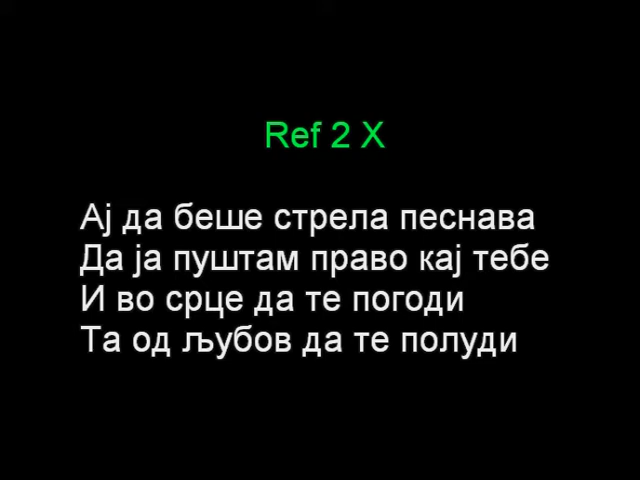 Ref 2 X
Ај да беше стрела песнава
Да ја пуштам право кај тебе
И во срце да те погоди
Та од љубов да те полуди